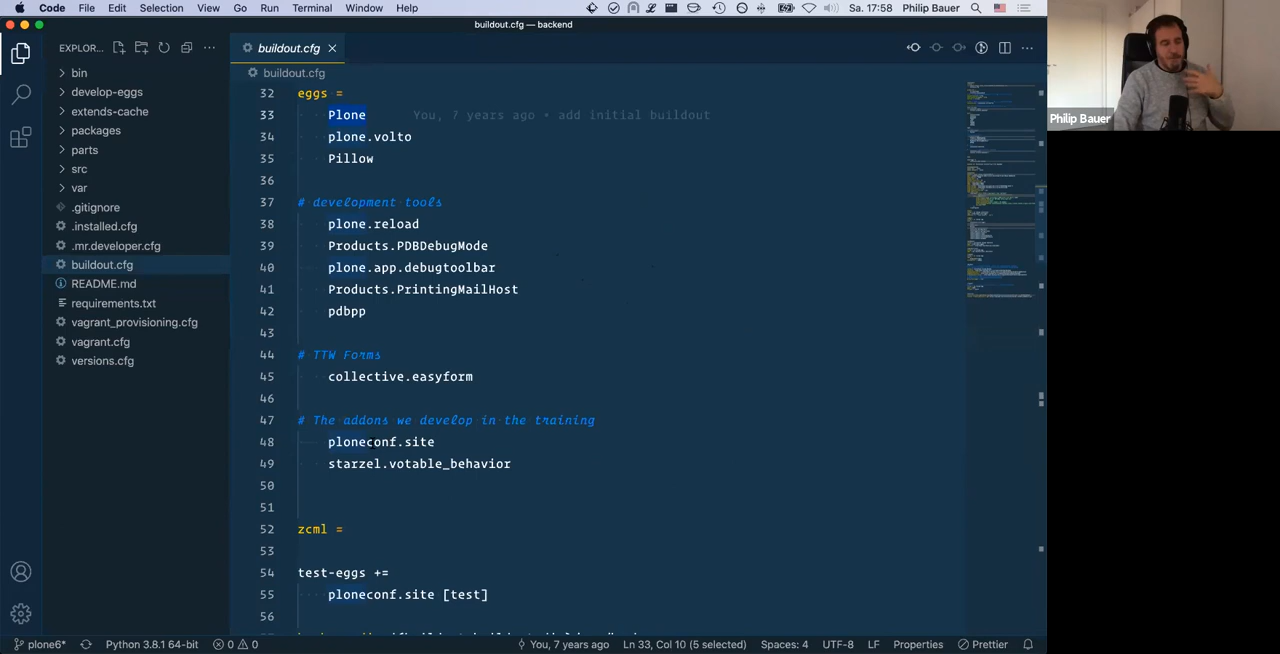 Code File Edit Selection View Go Run Terminal Window Help Sa. 17:58 Philip Bauer
buildout.cfg — backend
EXPLOR...
bin
develop-eggs
extends-cache
packages
parts
src
var
.gitignore
.installed.cfg
.mr.developer.cfg
buildout.cfg
README.md
requirements.txt
vagrant_provisioning.cfg
vagrant.cfg
versions.cfg
buildout.cfg
buildout.cfg
32 eggs =
33 Plone You, 7 years ago • add initial buildout
34 plone.volto
35 Pillow
36
37 # development tools
38 plone.reload
39 Products.PDBDebugMode
40 plone.app.debugtoolbar
41 Products.PrintingMailHost
42 pdbpp
43
44 # TTW Forms
45 collective.easyform
46
47 # The addons we develop in the training
48 ploneconf.site
49 starzel.votable_behavior
50
51
52 zcml =
53
54 test-eggs +=
55 ploneconf.site [test]
56
Philip Bauer
plone6* Python 3.8.1 64-bit 0 0 You, 7 years ago Ln 33, Col 10 (5 selected) Spaces: 4 UTF-8 LF Properties Prettier